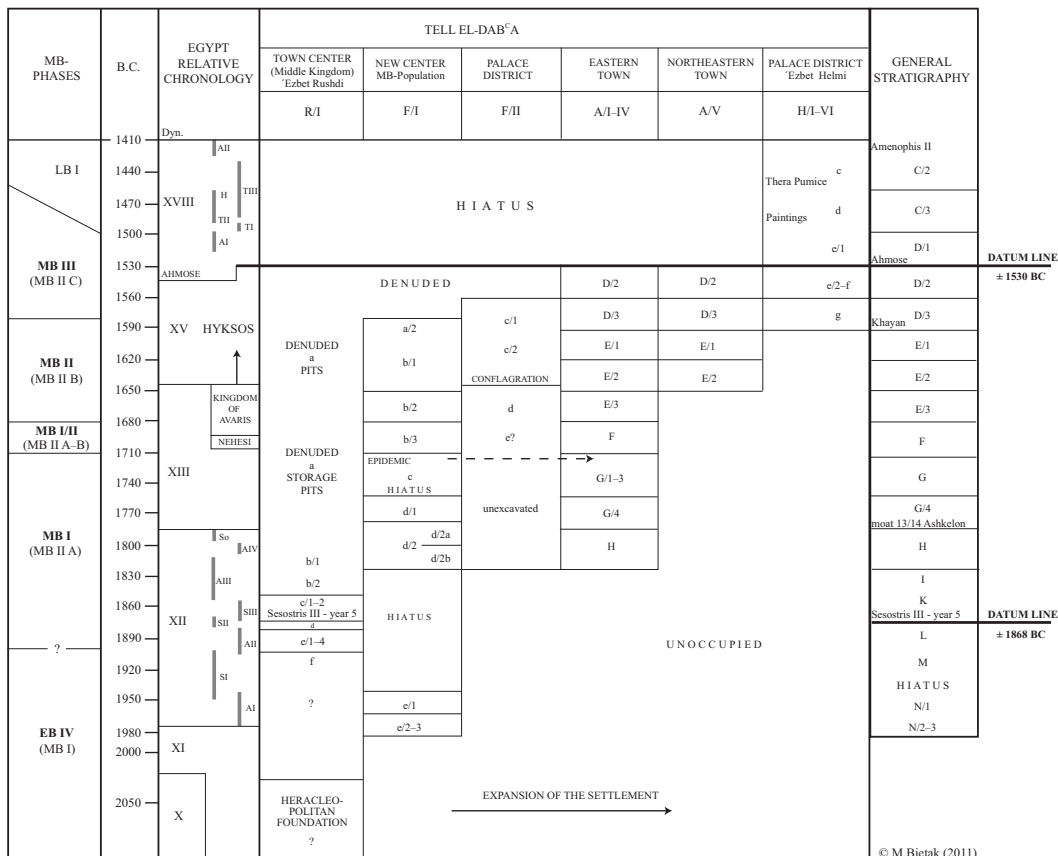 TELL EL-DABᶜA
MB-
PHASES
B.C.
EGYPT
RELATIVE
CHRONOLOGY
TOWN CENTER
(Middle Kingdom)
ʿEzbet Rushdi
NEW CENTER
MB-Population
PALACE
DISTRICT
EASTERN
TOWN
NORTHEASTERN
TOWN
PALACE DISTRICT
ʿEzbet Helmi
GENERAL
STRATIGRAPHY
R/I
F/I
F/II
A/I–IV
A/V
H/I–VI
Dyn.
LB I
MB III
(MB II C)
MB II
(MB II B)
MB I/II
(MB II A–B)
MB I
(MB II A)
?
EB IV
(MB I)
1410
1440
1470
1500
1530
1560
1590
1620
1650
1680
1710
1740
1770
1800
1830
1860
1890
1920
1950
1980
2000
2050
AII
TIII
XVIII
H
TII
TI
AI
AHMOSE
XV HYKSOS
KINGDOM
OF
AVARIS
NEHESI
XIII
So
AIV
AIII
SIII
XII
SII
AII
SI
AI
XI
X
HIATUS
DENUDED
DENUDED
a
PITS
DENUDED
a
STORAGE
PITS
b/1
b/2
c/1–2
Sesostris III - year 5
d
e/1–4
f
?
HERACLEO-
POLITAN
FOUNDATION
?
a/2
b/1
b/2
b/3
EPIDEMIC
c
HIATUS
d/1
d/2a
d/2
d/2b
HIATUS
e/1
e/2–3
c/1
c/2
CONFLAGRATION
d
e?
unexcavated
D/2
D/3
E/1
E/2
E/3
F
G/1–3
G/4
H
D/2
D/3
E/1
E/2
UNOCCUPIED
EXPANSION OF THE SETTLEMENT
c
Thera Pumice
Paintings
d
e/1
e/2–f
g
Amenophis II
C/2
C/3
D/1
Ahmose
D/2
D/3
Khayan
E/1
E/2
E/3
F
G
G/4
moat 13/14 Ashkelon
H
I
K
Sesostris III - year 5
L
M
HIATUS
N/1
N/2–3
DATUM LINE
± 1530 BC
DATUM LINE
± 1868 BC
© M.Bietak (2011)